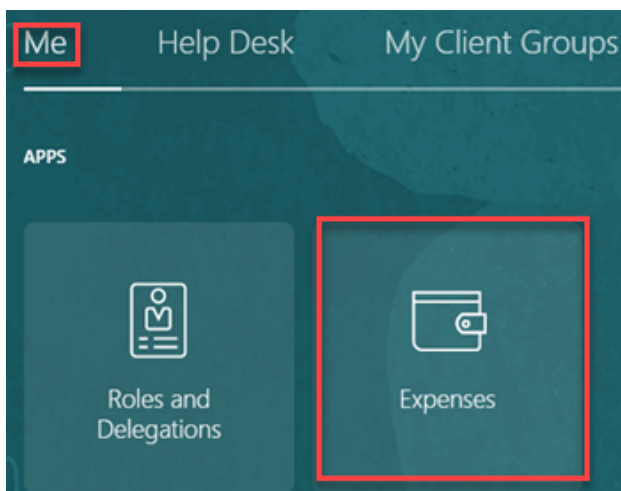 Me Help Desk My Client Groups
APPS
Roles and
Delegations
Expenses